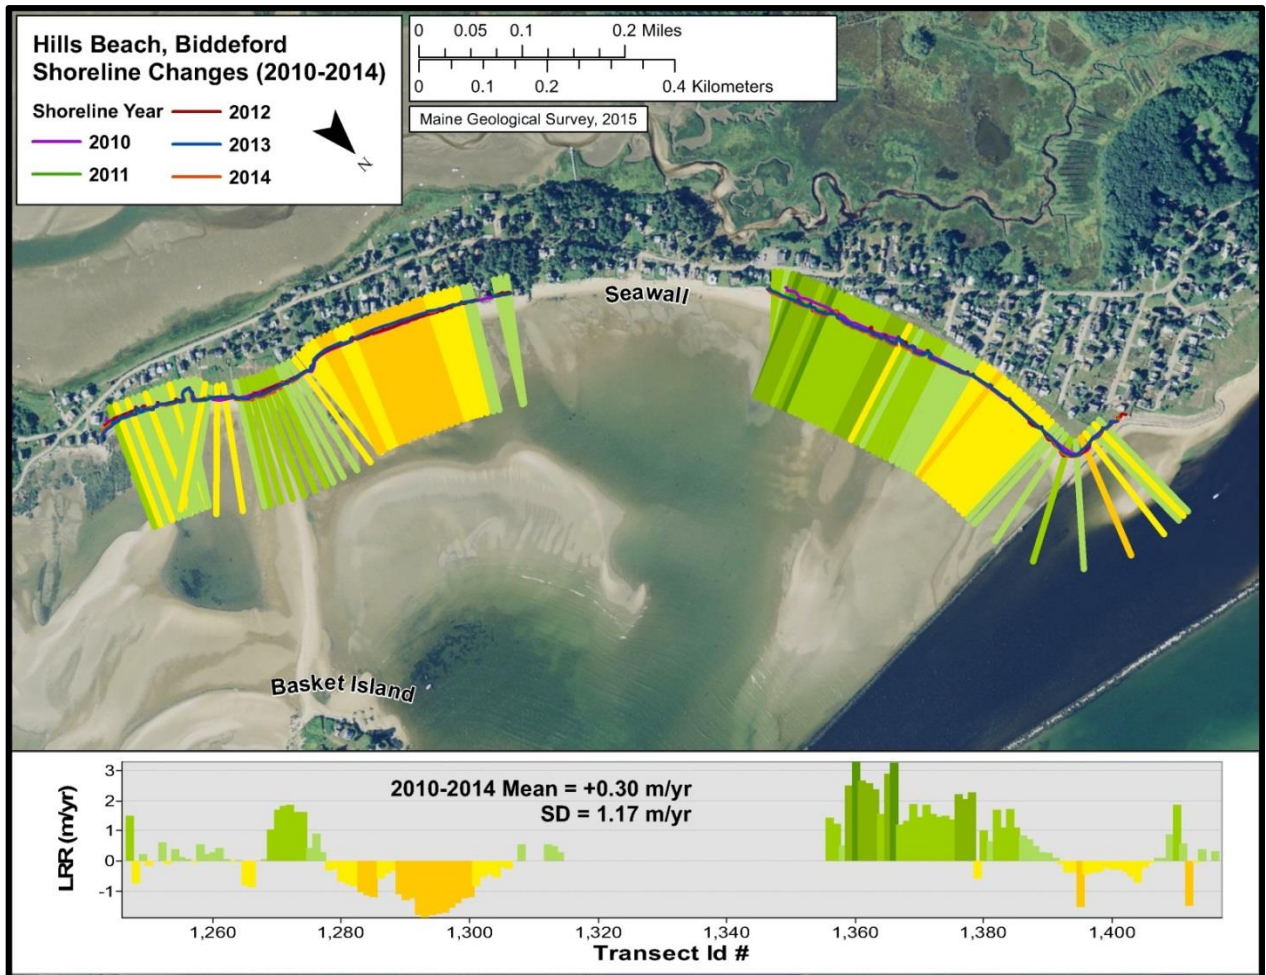 Hills Beach, Biddeford
Shoreline Changes (2010-2014)
Shoreline Year
2010
2011
2012
2013
2014
N
0 0.05 0.1 0.2 Miles
0 0.1 0.2 0.4 Kilometers
Maine Geological Survey, 2015
Seawall
Basket Island
2010-2014 Mean = +0.30 m/yr
SD = 1.17 m/yr
LRR (m/yr)
3
2
1
0
-1
1,260 1,280 1,300 1,320 1,340 1,360 1,380 1,400
Transect Id #